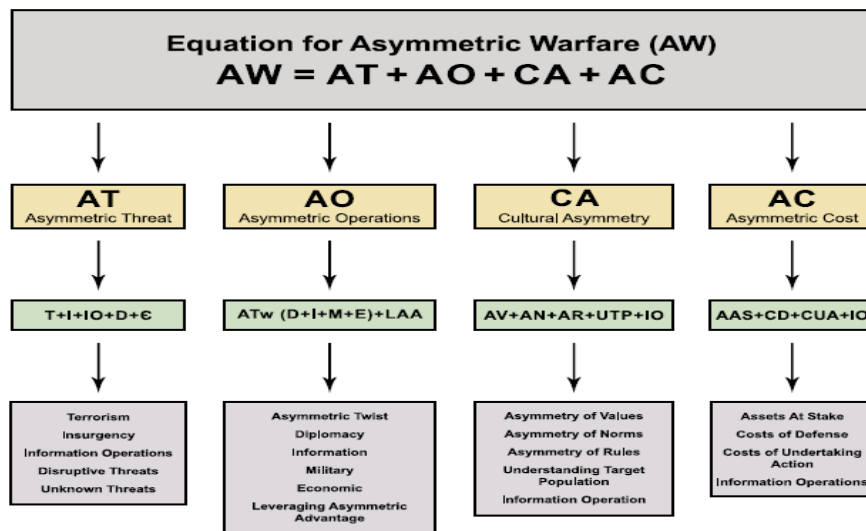 Equation for Asymmetric Warfare (AW)
AW = AT + AO + CA + AC
AT
Asymmetric Threat
AO
Asymmetric Operations
CA
Cultural Asymmetry
AC
Asymmetric Cost
T+I+IO+D+Є
ATw (D+I+M+E)+LAA
AV+AN+AR+UTP+IO
AAS+CD+CUA+IO
Terrorism
Insurgency
Information Operations
Disruptive Threats
Unknown Threats
Asymmetric Twist
Diplomacy
Information
Military
Economic
Leveraging Asymmetric
Advantage
Asymmetry of Values
Asymmetry of Norms
Asymmetry of Rules
Understanding Target
Population
Information Operation
Assets At Stake
Costs of Defense
Costs of Undertaking
Action
Information Operations